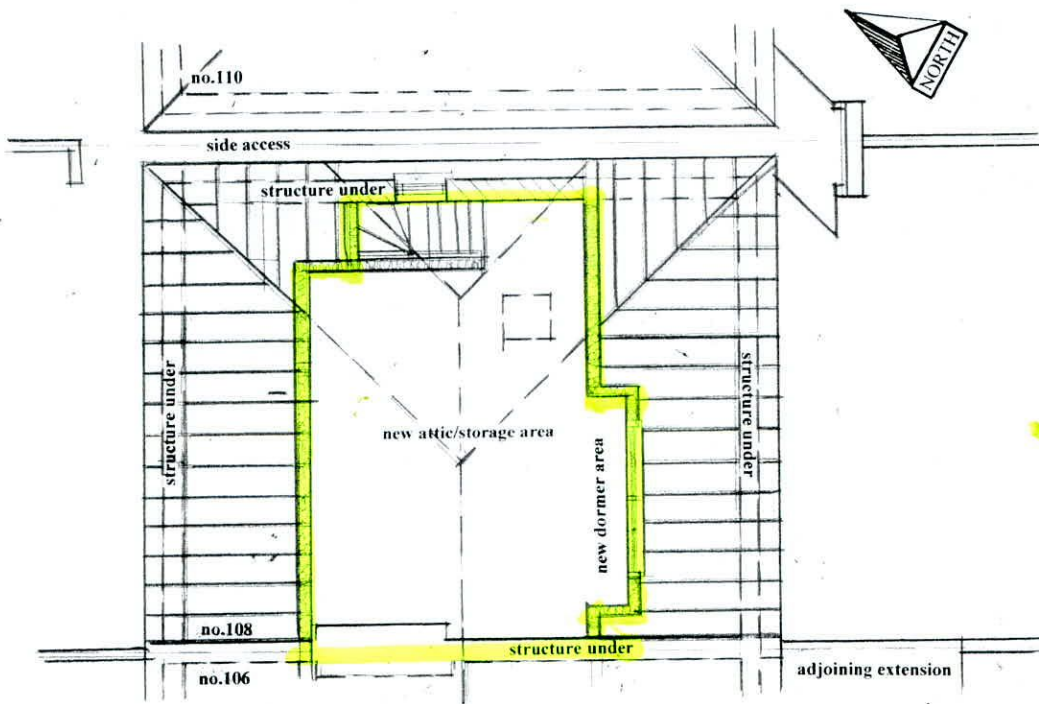 NORTH
no.110
side access
structure under
structure under
structure under
new attic/storage area
new dormer area
no.108
structure under
no.106
adjoining extension